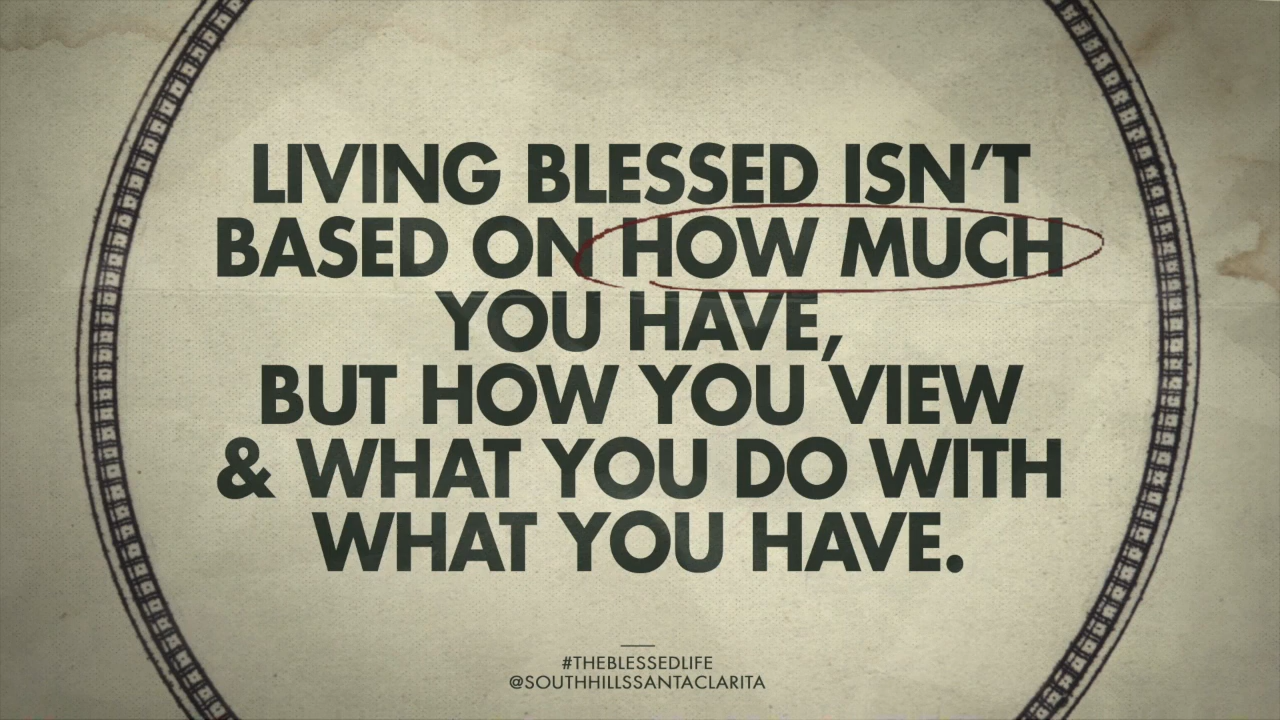 LIVING BLESSED ISN'T
BASED ON HOW MUCH
YOU HAVE,
BUT HOW YOU VIEW
& WHAT YOU DO WITH
WHAT YOU HAVE.
#THEBLESSEDLIFE
@SOUTHHILLSSANTACLARITA